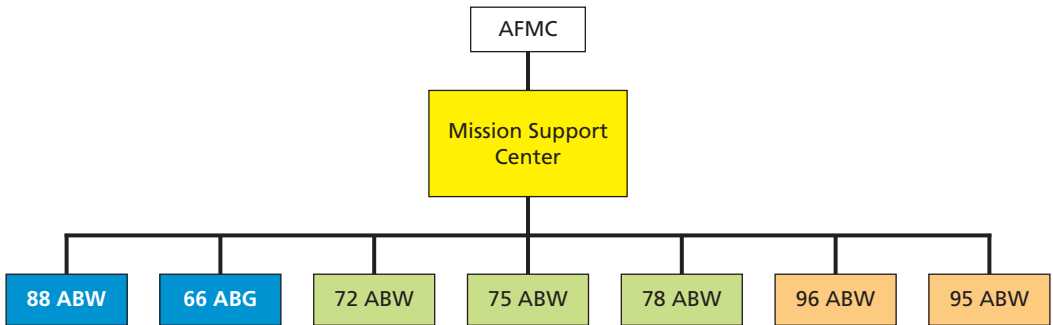 AFMC
Mission Support
Center
88 ABW
66 ABG
72 ABW
75 ABW
78 ABW
96 ABW
95 ABW